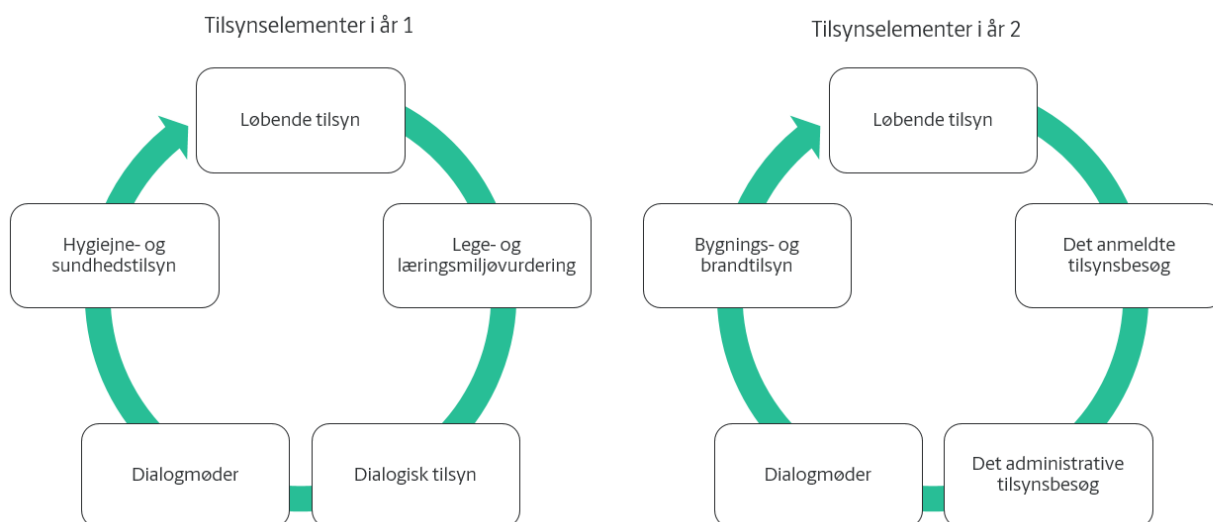 Tilsynselementer i år 1
Løbende tilsyn
Lege- og
læringsmiljøvurdering
Dialogisk tilsyn
Dialogmøder
Hygiejne- og
sundhedstilsyn
Tilsynselementer i år 2
Løbende tilsyn
Det anmeldte
tilsynsbesøg
Det administrative
tilsynsbesøg
Dialogmøder
Bygnings- og
brandtilsyn